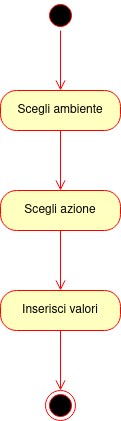 Scegli ambiente
Scegli azione
Inserisci valori